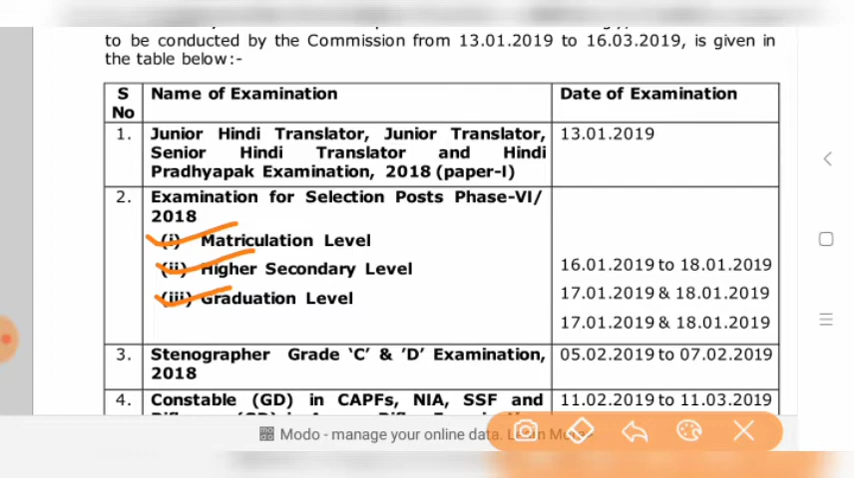 to be conducted by the Commission from 13.01.2019 to 16.03.2019, is given in
the table below:-
S No Name of Examination Date of Examination
1. Junior Hindi Translator, Junior Translator, 13.01.2019
Senior Hindi Translator and Hindi
Pradhyapak Examination, 2018 (paper-I)
2. Examination for Selection Posts Phase-VI/
2018
(i) Matriculation Level
(ii) Higher Secondary Level 16.01.2019 to 18.01.2019
17.01.2019 & 18.01.2019
(iii) Graduation Level
17.01.2019 & 18.01.2019
3. Stenographer Grade ‘C’ & ’D’ Examination, 05.02.2019 to 07.02.2019
2018
4. Constable (GD) in CAPFs, NIA, SSF and 11.02.2019 to 11.03.2019
Modo - manage your online data. Learn More